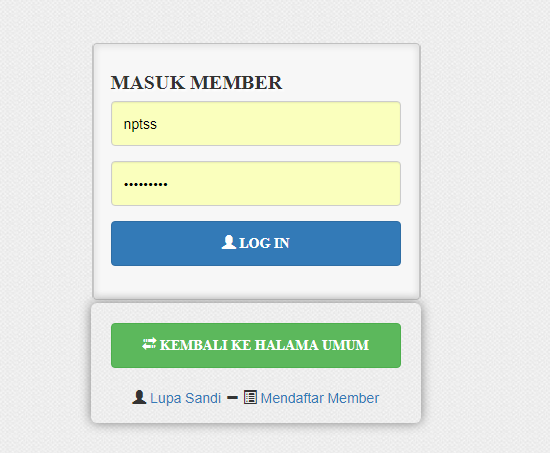 MASUK MEMBER
nptss
•••••••••
LOG IN
KEMBALI KE HALAMA UMUM
Lupa Sandi Mendaftar Member